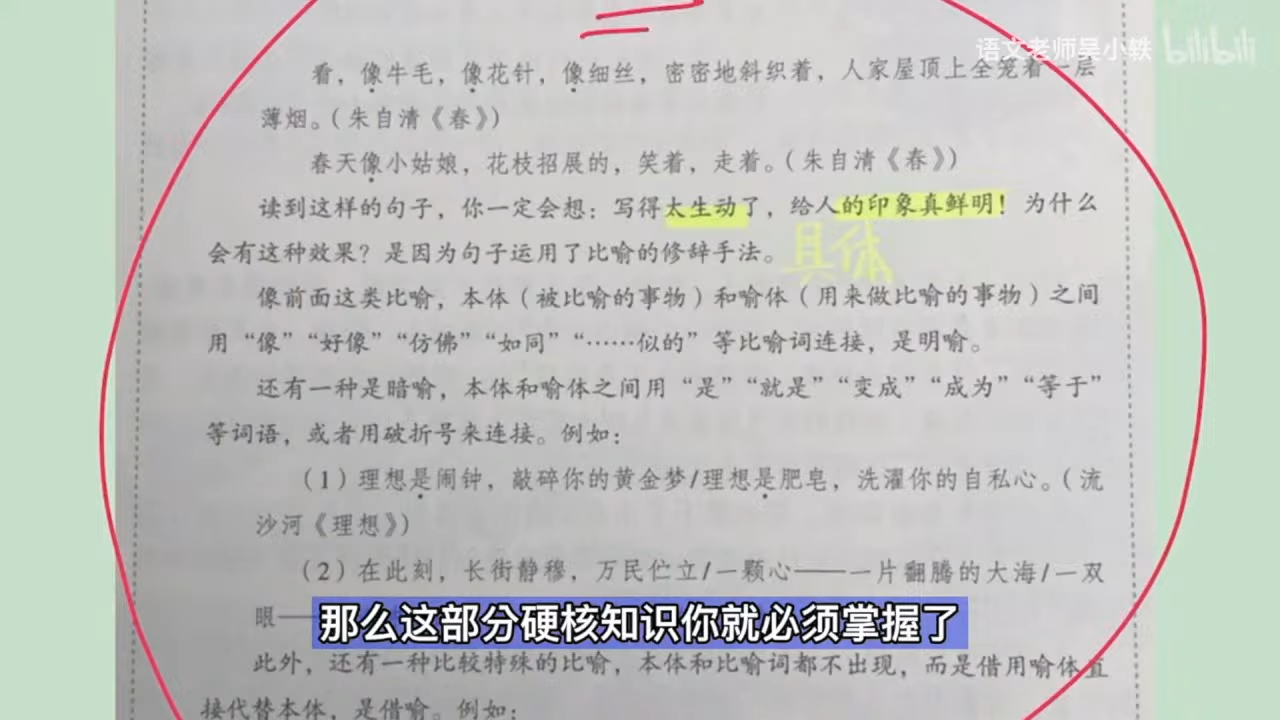 语文老师吴小轶 bilibili
看，像牛毛，像花针，像细丝，密密地斜织着，人家屋顶上全笼着一层
薄烟。（朱自清《春》）
春天像小姑娘，花枝招展的，笑着，走着。（朱自清《春》）
读到这样的句子，你一定会想：写得太生动了，给人的印象真鲜明！为什么
会有这种效果？是因为句子运用了比喻的修辞手法。
具体
像前面这类比喻，本体（被比喻的事物）和喻体（用来做比喻的事物）之间
用“像”“好像”“仿佛”“如同”“……似的”等比喻词连接，是明喻。
还有一种是暗喻，本体和喻体之间用“是”“就是”“变成”“成为”“等于”
等词语，或者用破折号来连接。例如：
（1）理想是闹钟，敲碎你的黄金梦/理想是肥皂，洗濯你的自私心。（流
沙河《理想》）
（2）在此刻，长街静穆，万民伫立/一颗心——一片翻腾的大海/一双
眼—
那么这部分硬核知识你就必须掌握了
此外，还有一种比较特殊的比喻，本体和比喻词都不出现，而是借用喻体直
接代替本体，是借喻。例如：